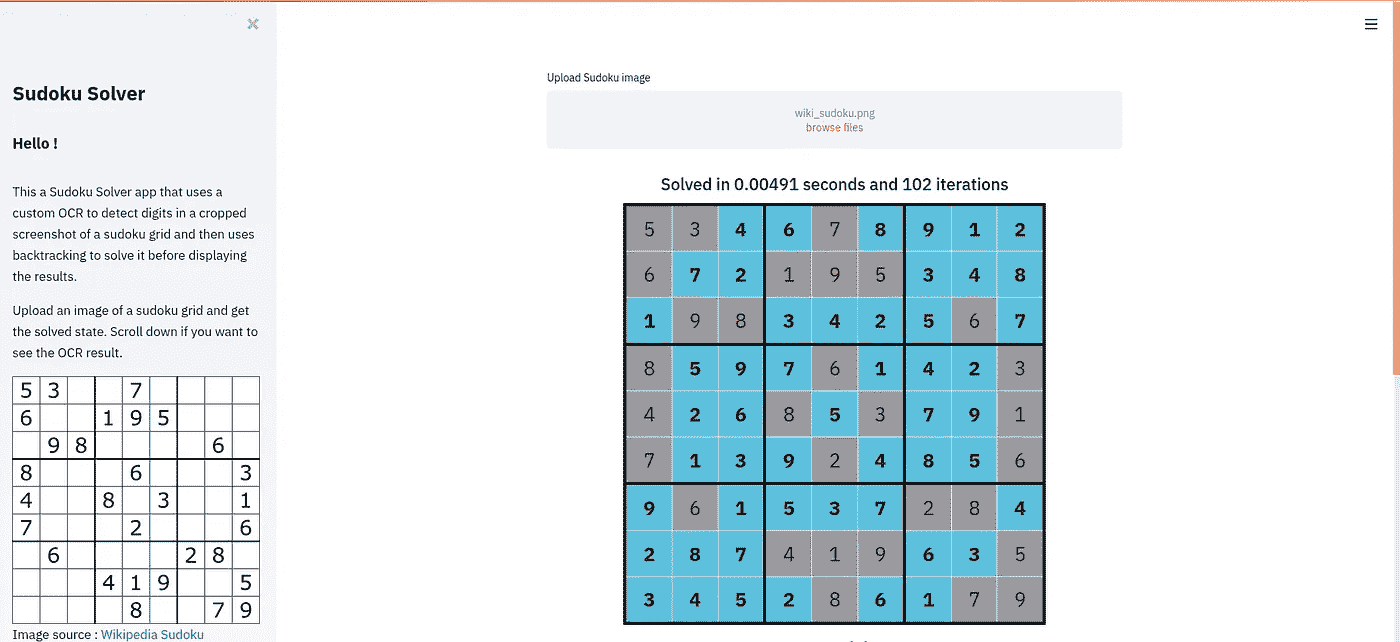 Sudoku Solver
Hello !
This a Sudoku Solver app that uses a
custom OCR to detect digits in a cropped
screenshot of a sudoku grid and then uses
backtracking to solve it before displaying
the results.
Upload an image of a sudoku grid and get
the solved state. Scroll down if you want to
see the OCR result.
5 3 7
6 1 9 5
9 8 6
8 6 3
4 8 3 1
7 2 6
6 2 8
4 1 9 5
8 7 9
Image source : Wikipedia Sudoku
Upload Sudoku image
wiki_sudoku.png
browse files
Solved in 0.00491 seconds and 102 iterations
5 3 4 6 7 8 9 1 2
6 7 2 1 9 5 3 4 8
1 9 8 3 4 2 5 6 7
8 5 9 7 6 1 4 2 3
4 2 6 8 5 3 7 9 1
7 1 3 9 2 4 8 5 6
9 6 1 5 3 7 2 8 4
2 8 7 4 1 9 6 3 5
3 4 5 2 8 6 1 7 9